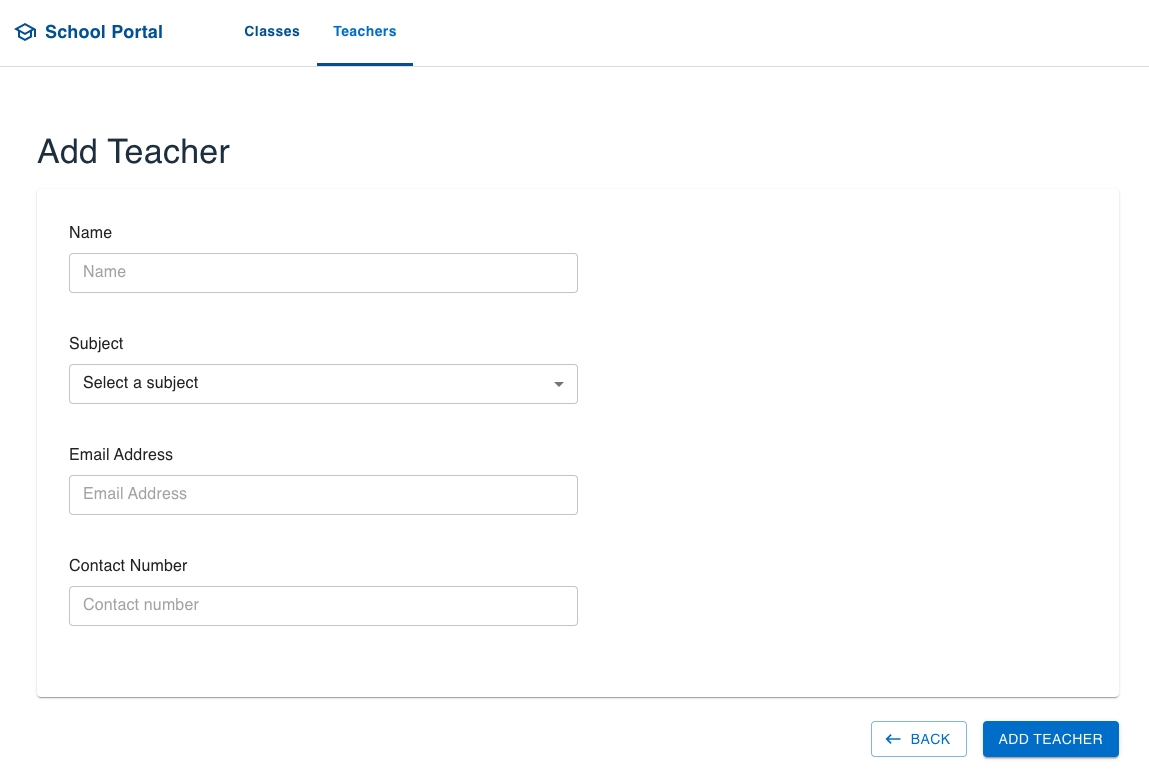 School Portal
Classes
Teachers
Add Teacher
Name
Name
Subject
Select a subject
Email Address
Email Address
Contact Number
Contact number
BACK
ADD TEACHER